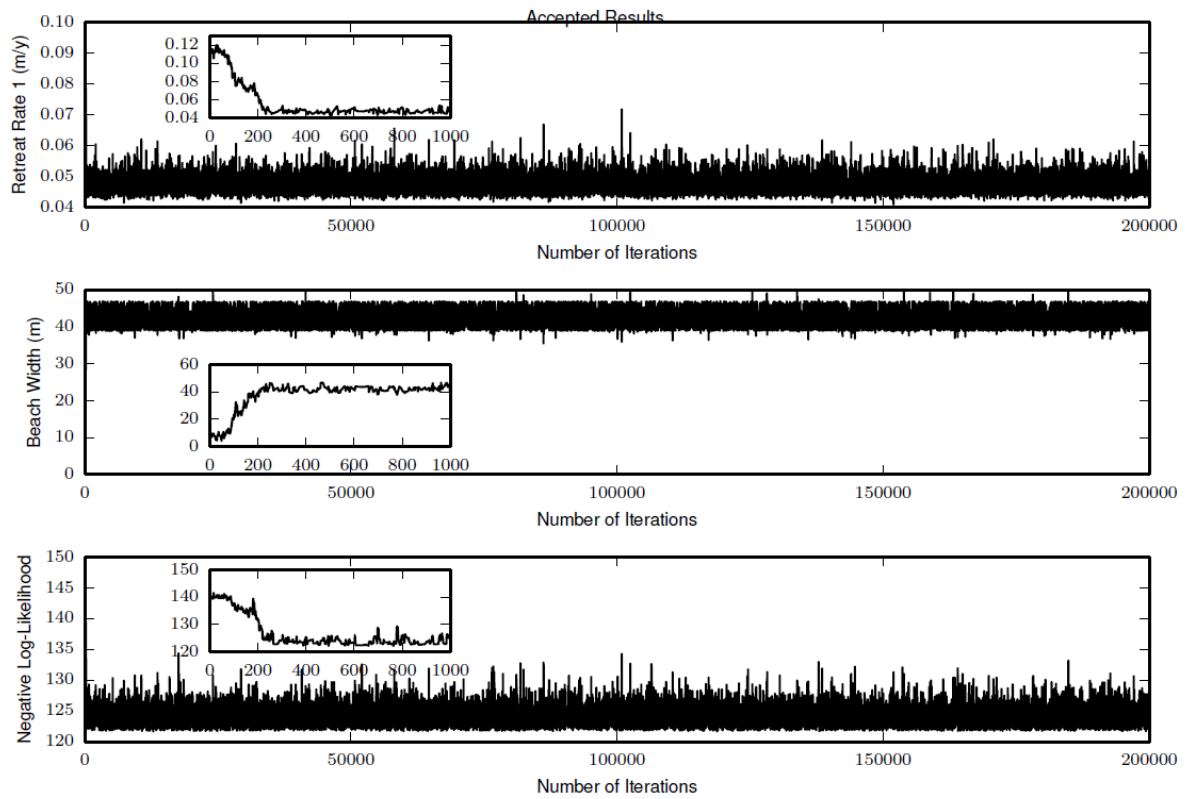 Accepted Results
Retreat Rate 1 (m/y)
0.10
0.09
0.08
0.07
0.06
0.05
0.04
0.12
0.10
0.08
0.06
0.04
0 200 400 600 800 1000
0 50000 100000 150000 200000
Number of Iterations
Beach Width (m)
50
40
30
20
10
0
60
40
20
0
0 200 400 600 800 1000
0 50000 100000 150000 200000
Number of Iterations
Negative Log-Likelihood
150
145
140
135
130
125
120
150
140
130
120
0 200 400 600 800 1000
0 50000 100000 150000 200000
Number of Iterations